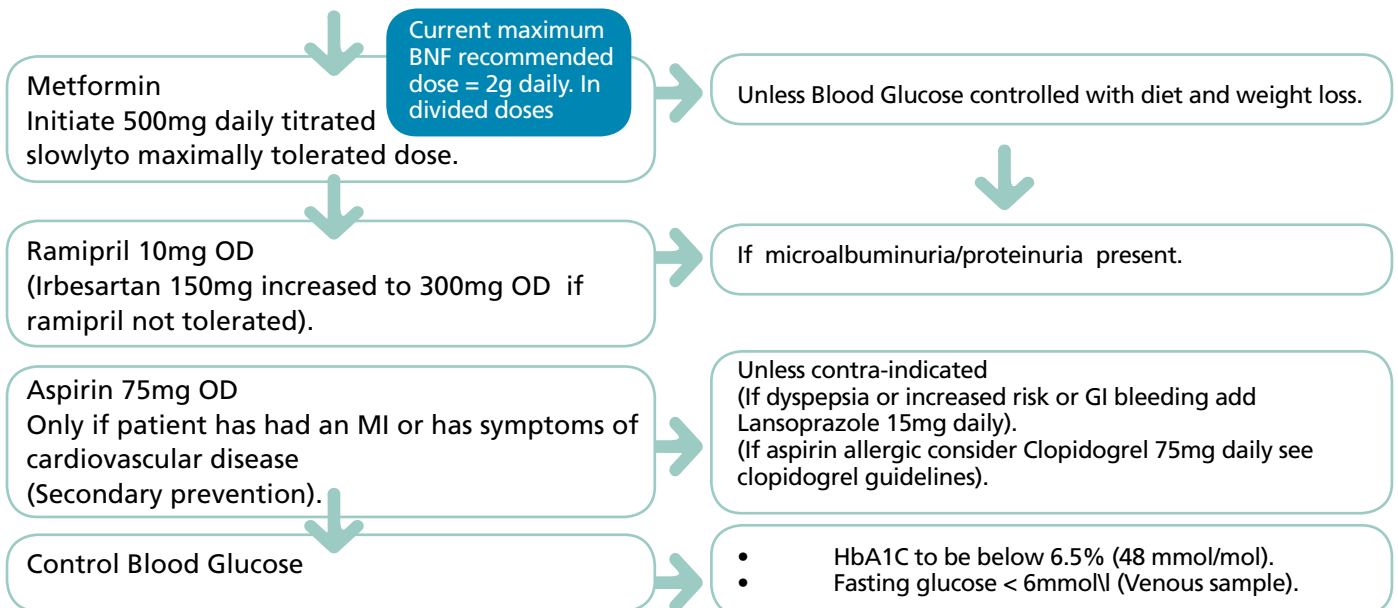 Current maximum
BNF recommended
dose = 2g daily. In
divided doses
Metformin
Initiate 500mg daily titrated
slowlyto maximally tolerated dose.
Unless Blood Glucose controlled with diet and weight loss.
Ramipril 10mg OD
(Irbesartan 150mg increased to 300mg OD if
ramipril not tolerated).
If microalbuminuria/proteinuria present.
Aspirin 75mg OD
Only if patient has had an MI or has symptoms of
cardiovascular disease
(Secondary prevention).
Unless contra-indicated
(If dyspepsia or increased risk or GI bleeding add
Lansoprazole 15mg daily).
(If aspirin allergic consider Clopidogrel 75mg daily see
clopidogrel guidelines).
Control Blood Glucose
• HbA1C to be below 6.5% (48 mmol/mol).
• Fasting glucose < 6mmol\l (Venous sample).